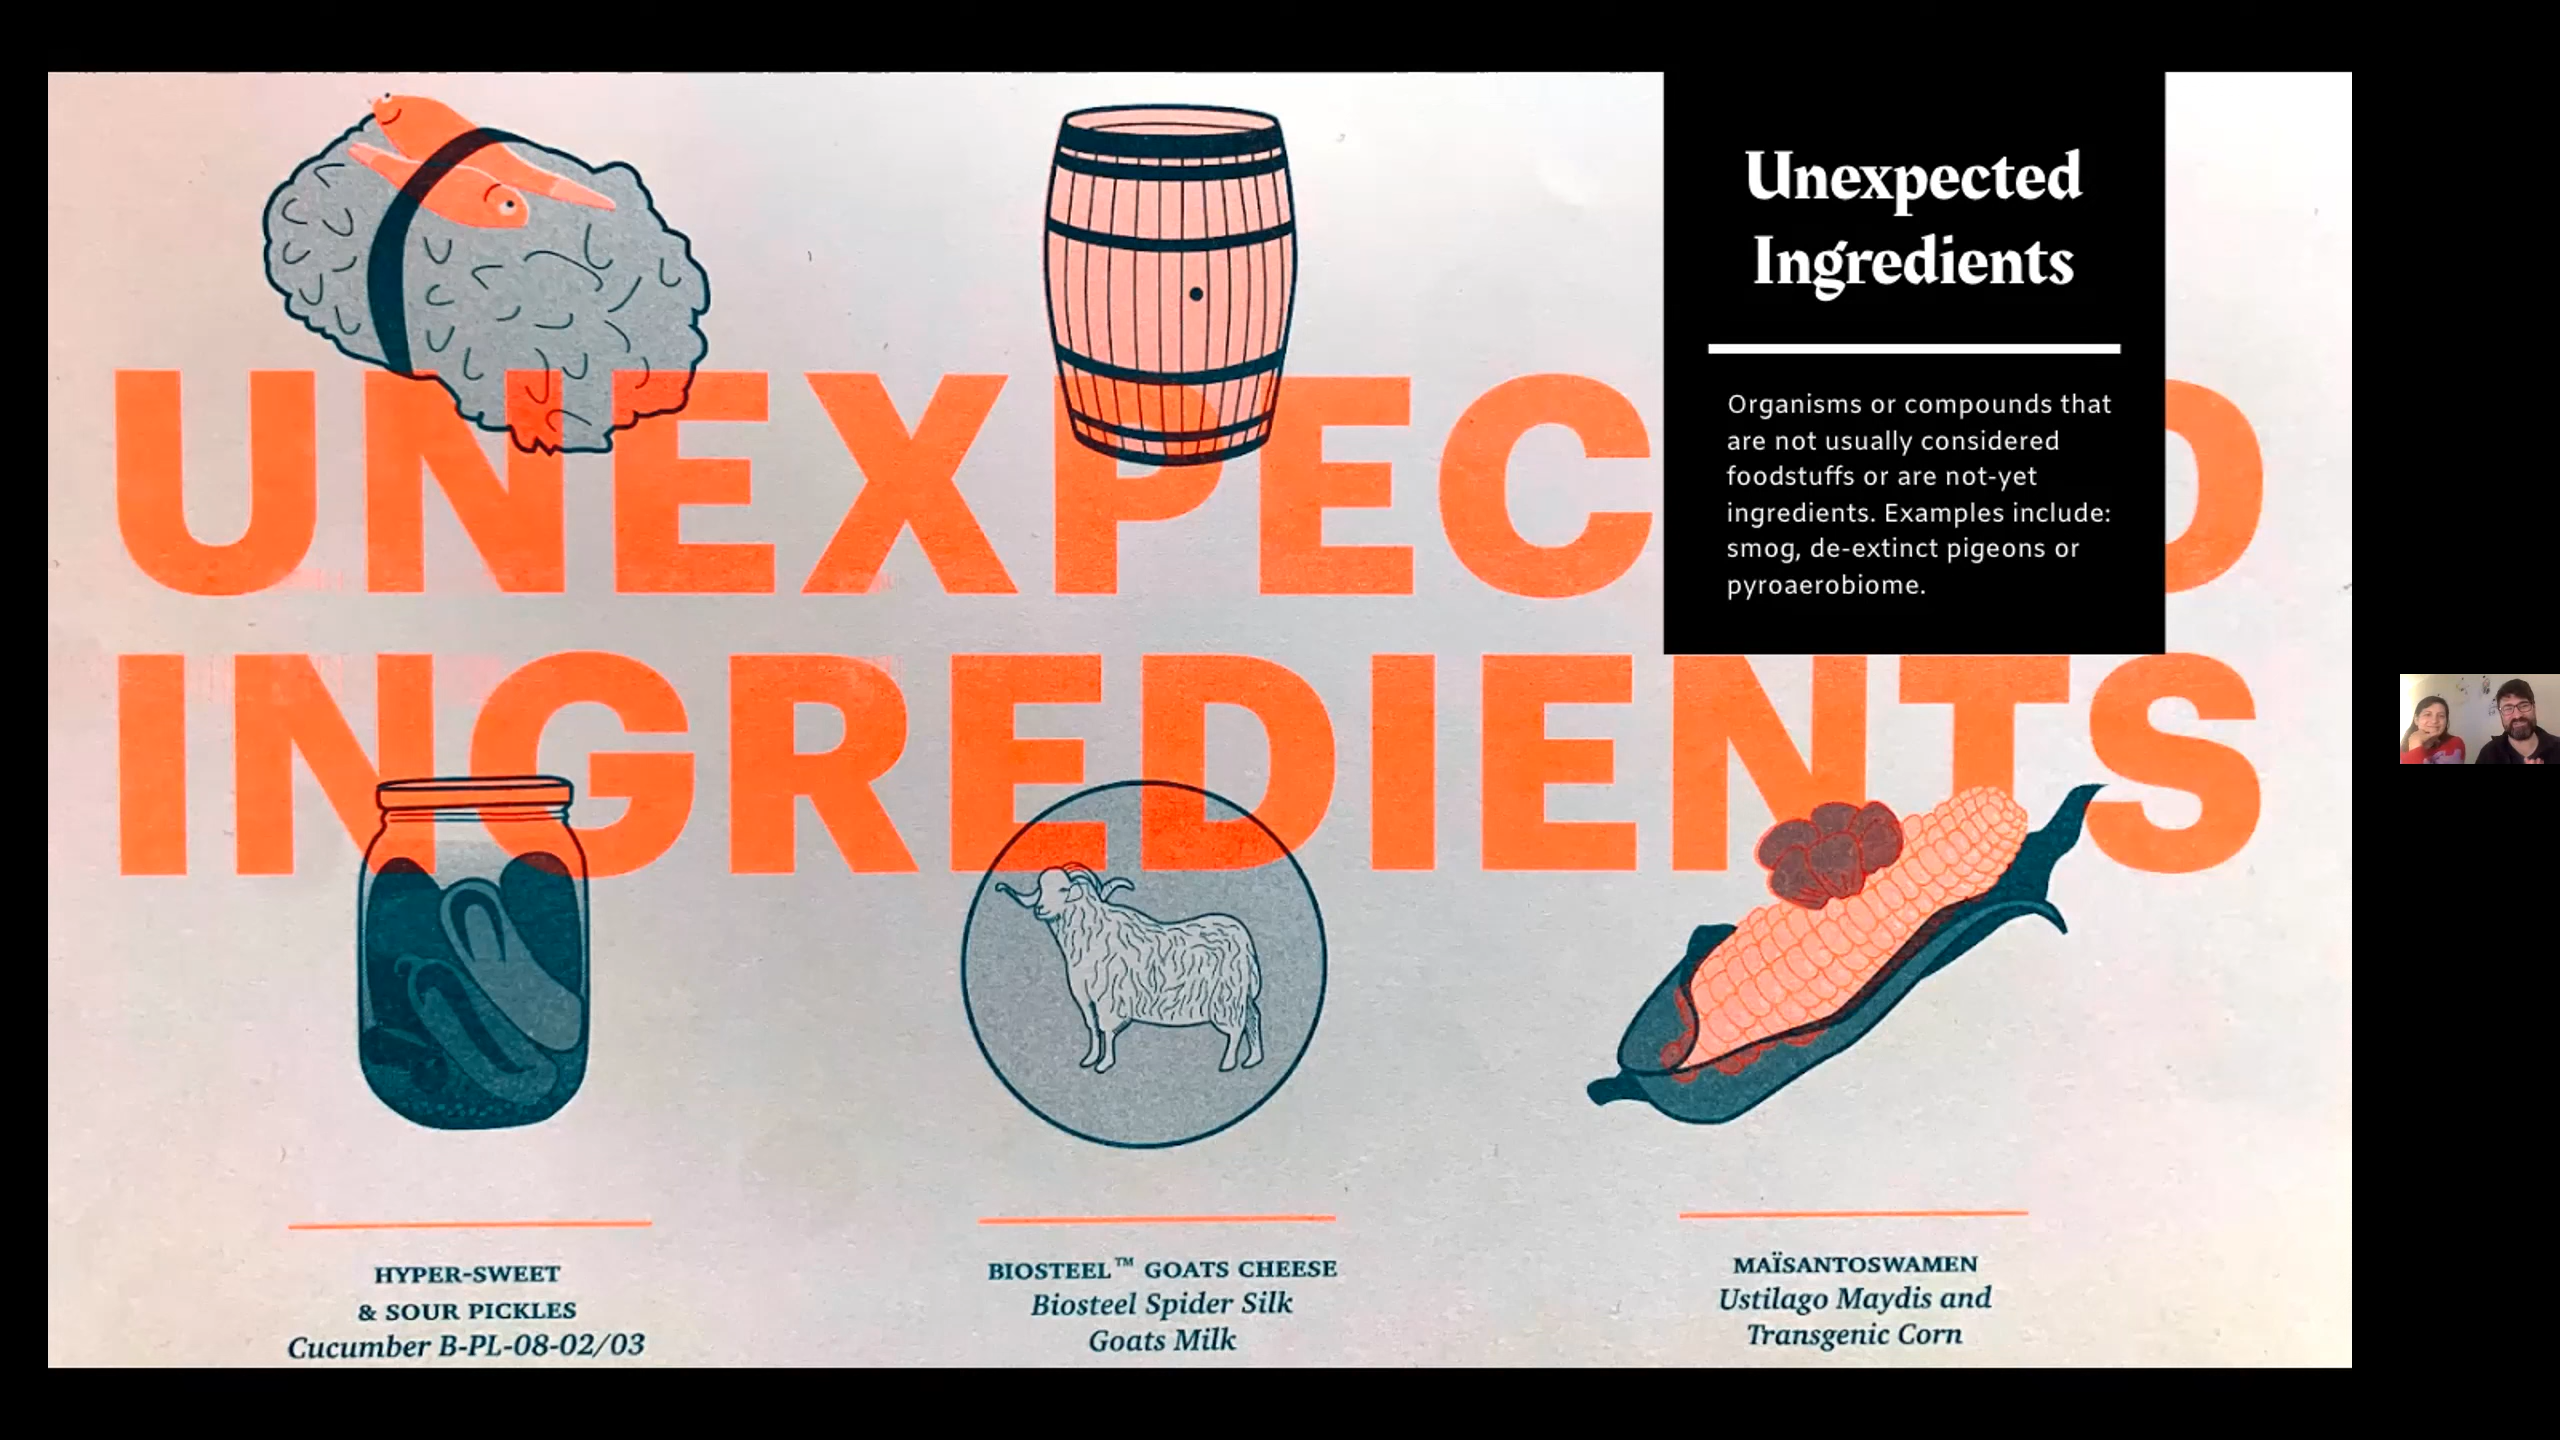 Unexpected
Ingredients
Organisms or compounds that
are not usually considered
foodstuffs or are not-yet
ingredients. Examples include:
smog, de-extinct pigeons or
pyroaerobiome.
UNEXPEC D
INGREDIENTS
HYPER-SWEET
& SOUR PICKLES
Cucumber B-PL-08-02/03
BIOSTEEL™ GOATS CHEESE
Biosteel Spider Silk
Goats Milk
MAÏSANTOSWAMEN
Ustilago Maydis and
Transgenic Corn